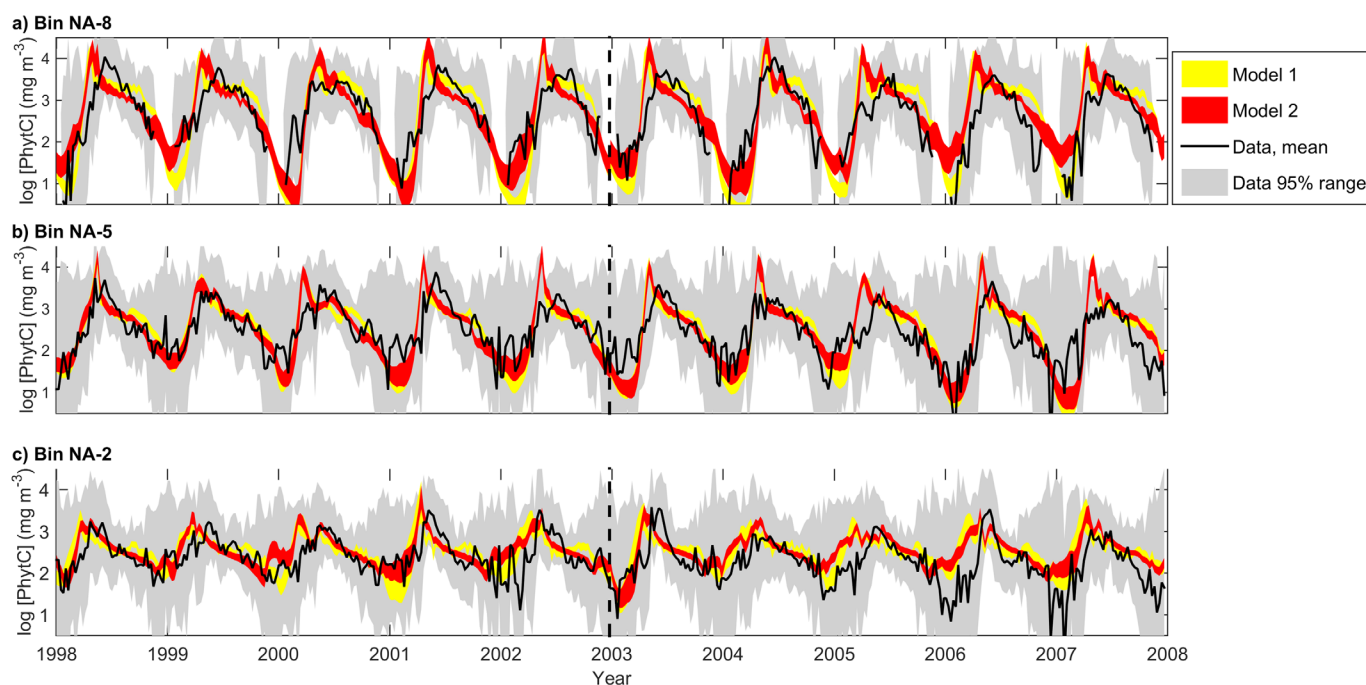 a) Bin NA-8
log [PhytC] (mg m⁻³)
4
3
2
1
Model 1
Model 2
Data, mean
Data 95% range
b) Bin NA-5
log [PhytC] (mg m⁻³)
4
3
2
1
c) Bin NA-2
log [PhytC] (mg m⁻³)
4
3
2
1
1998 1999 2000 2001 2002 2003 2004 2005 2006 2007 2008
Year